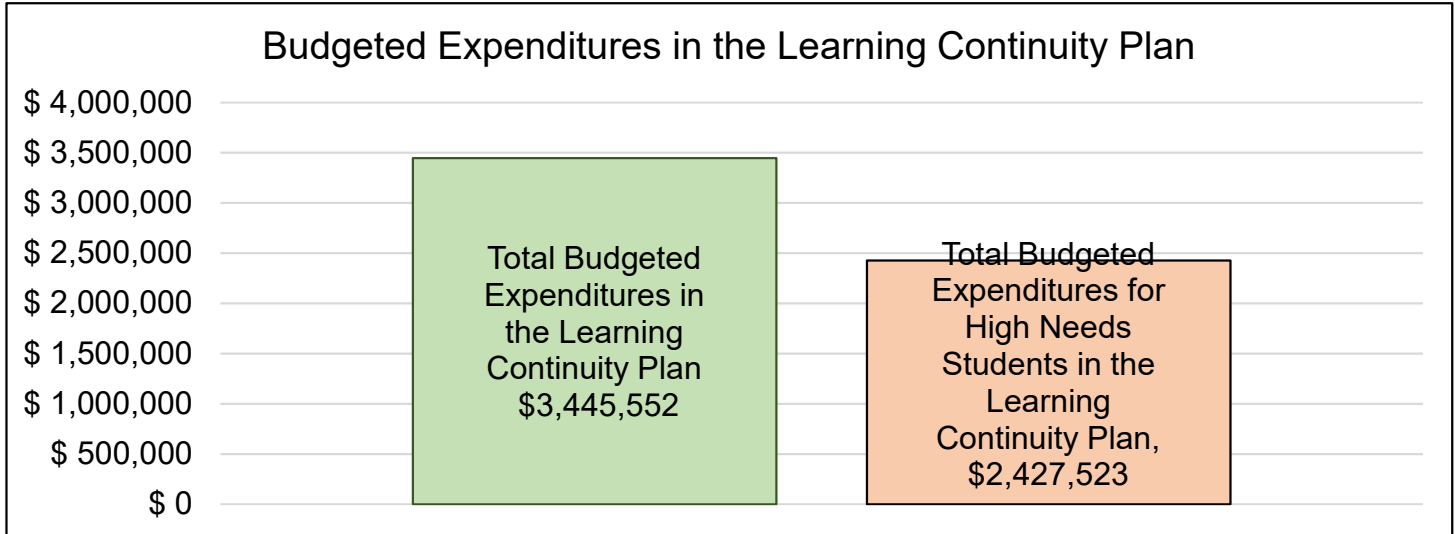 Budgeted Expenditures in the Learning Continuity Plan
$ 4,000,000
$ 3,500,000
$ 3,000,000
$ 2,500,000
$ 2,000,000
$ 1,500,000
$ 1,000,000
$ 500,000
$ 0
Total Budgeted
Expenditures in
the Learning
Continuity Plan
$3,445,552
Total Budgeted
Expenditures for
High Needs
Students in the
Learning
Continuity Plan,
$2,427,523